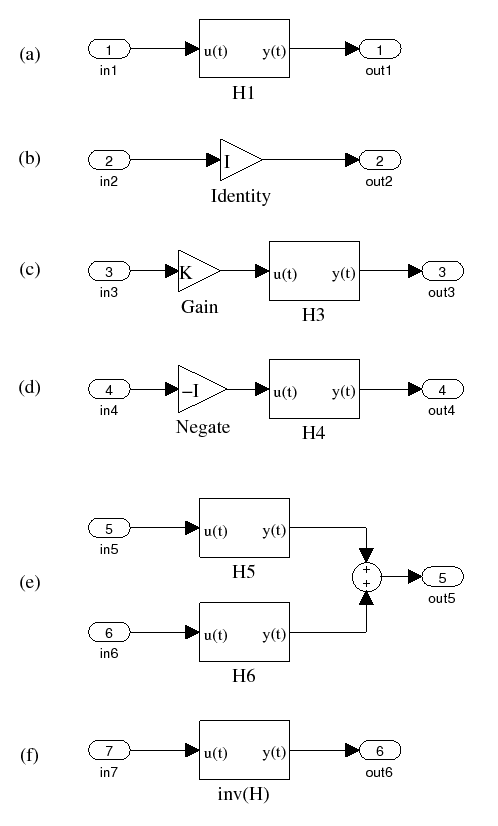 (a) 1 u(t) y(t) 1
in1 out1
H1
(b) 2 I 2
in2 out2
Identity
(c) 3 K u(t) y(t) 3
in3 out3
Gain H3
(d) 4 −I u(t) y(t) 4
in4 out4
Negate H4
5 u(t) y(t)
in5
H5
(e) + + 5
out5
6 u(t) y(t)
in6
H6
(f) 7 u(t) y(t) 6
in7 out6
inv(H)